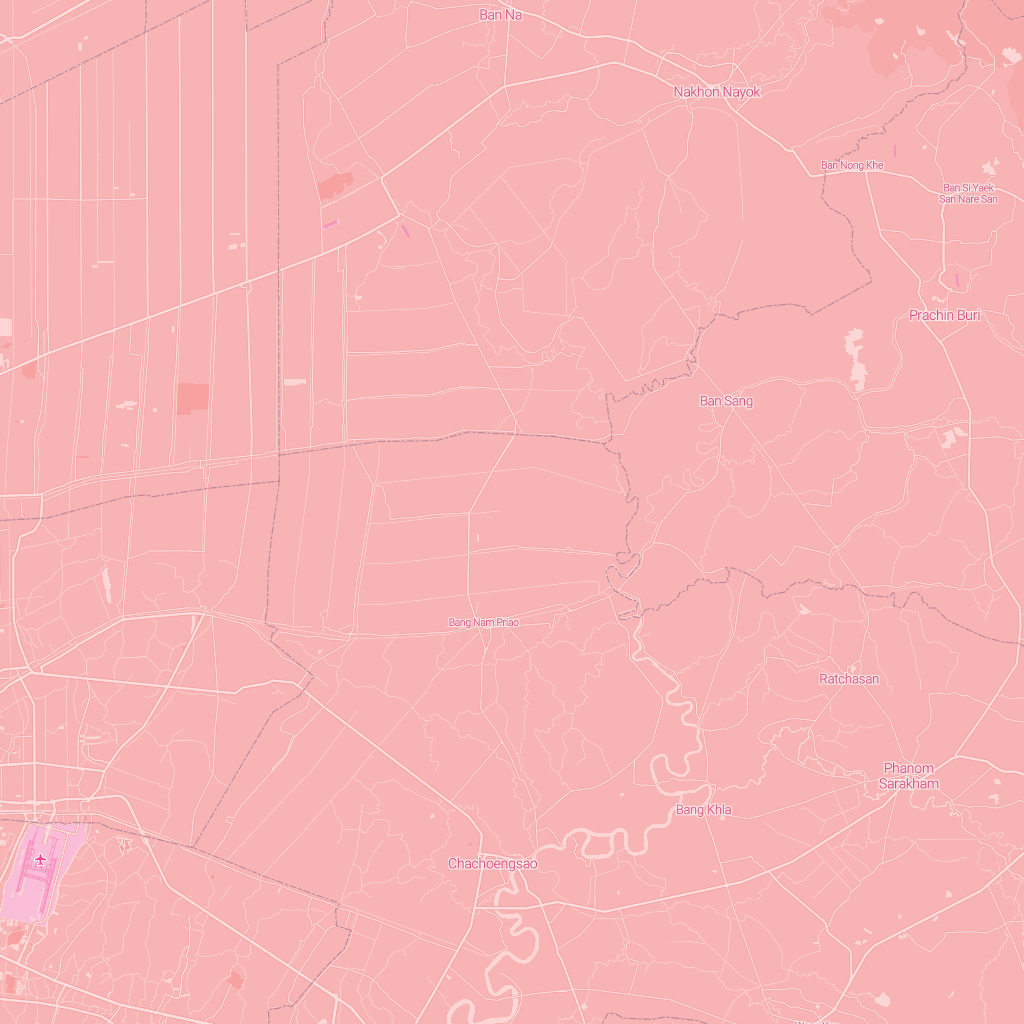 Ban Na
Nakhon Nayok
Ban Nong Khe
Ban Si Yaek
San Nare San
Prachin Buri
Ban Sang
Bang Nam Priao
Ratchasan
Phanom
Sarakham
Bang Khla
Chachoengsao